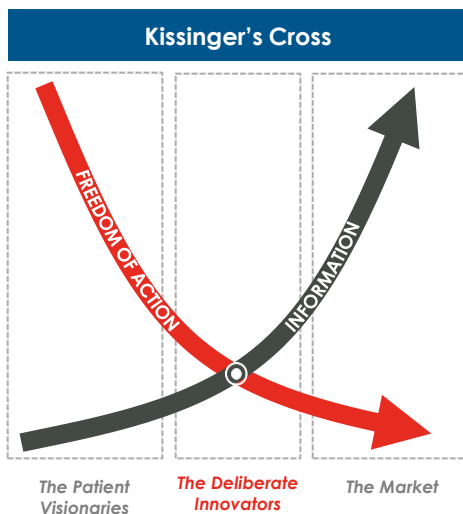 Kissinger’s Cross
FREEDOM OF ACTION
INFORMATION
The Patient
Visionaries
The Deliberate
Innovators
The Market